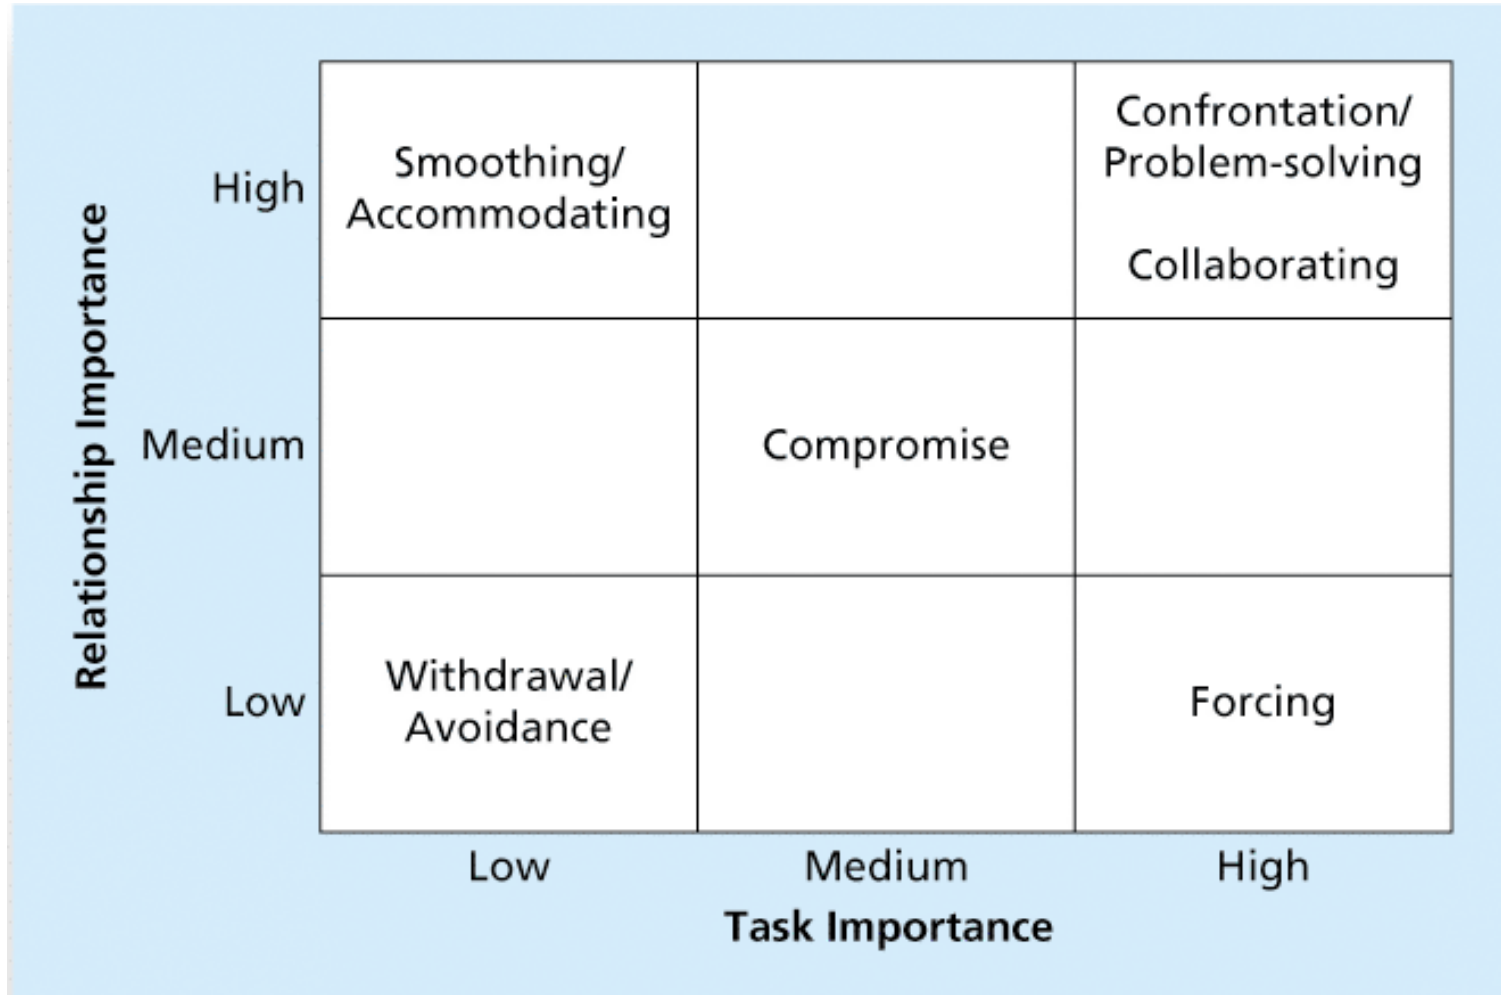 Relationship Importance
High
Smoothing/
Accommodating
Confrontation/
Problem-solving
Collaborating
Medium
Compromise
Low
Withdrawal/
Avoidance
Forcing
Low
Medium
High
Task Importance